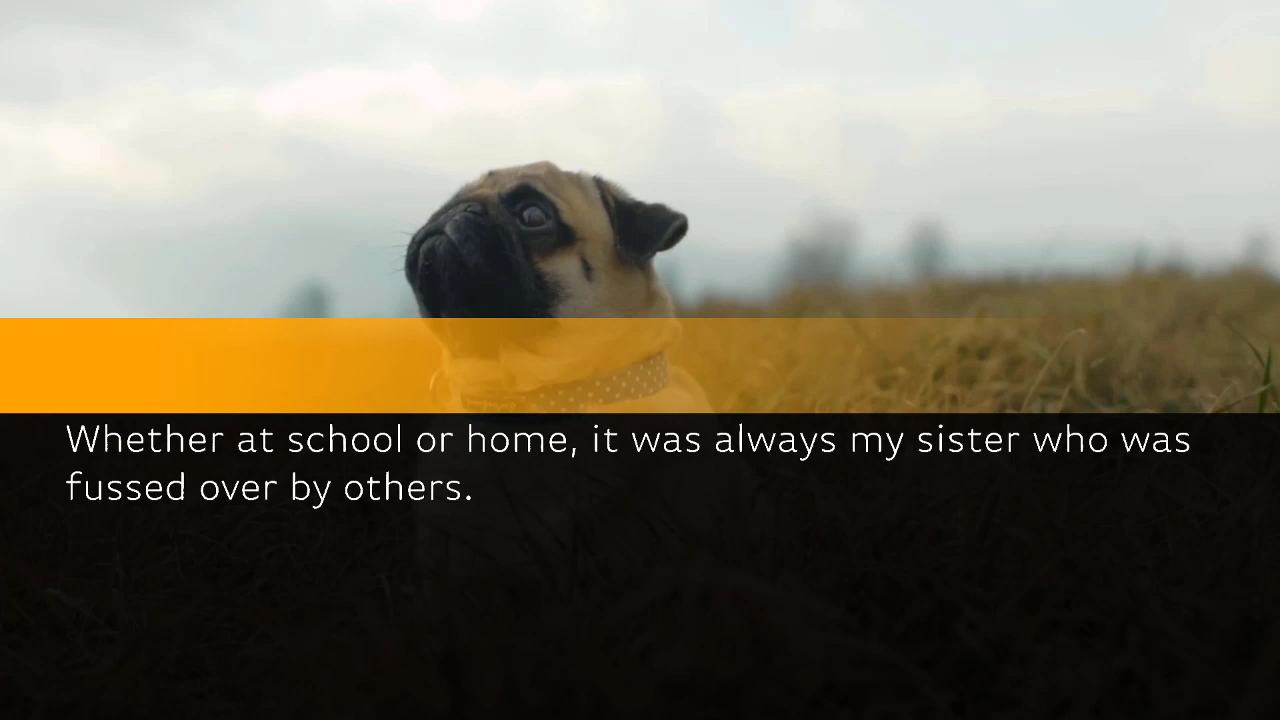 Whether at school or home, it was always my sister who was
fussed over by others.